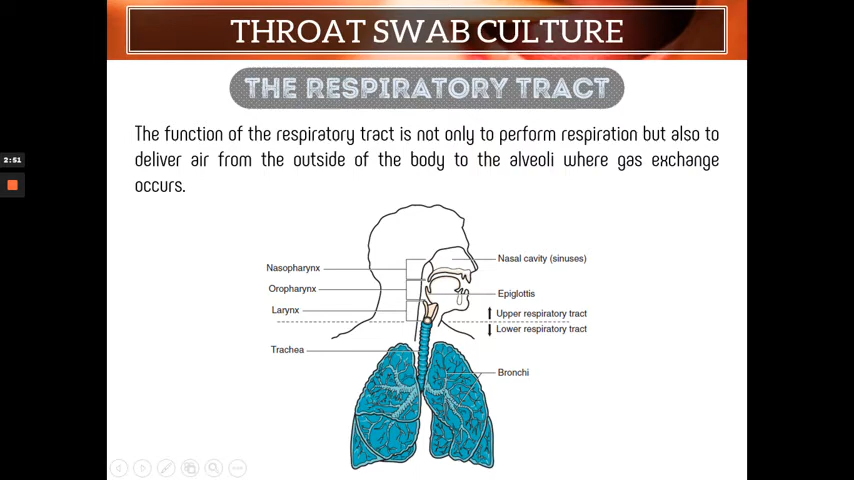 THROAT SWAB CULTURE
THE RESPIRATORY TRACT
The function of the respiratory tract is not only to perform respiration but also to
deliver air from the outside of the body to the alveoli where gas exchange
occurs.
2:51
Nasal cavity (sinuses)
Nasopharynx
Oropharynx
Epiglottis
Larynx
Upper respiratory tract
Lower respiratory tract
Trachea
Bronchi